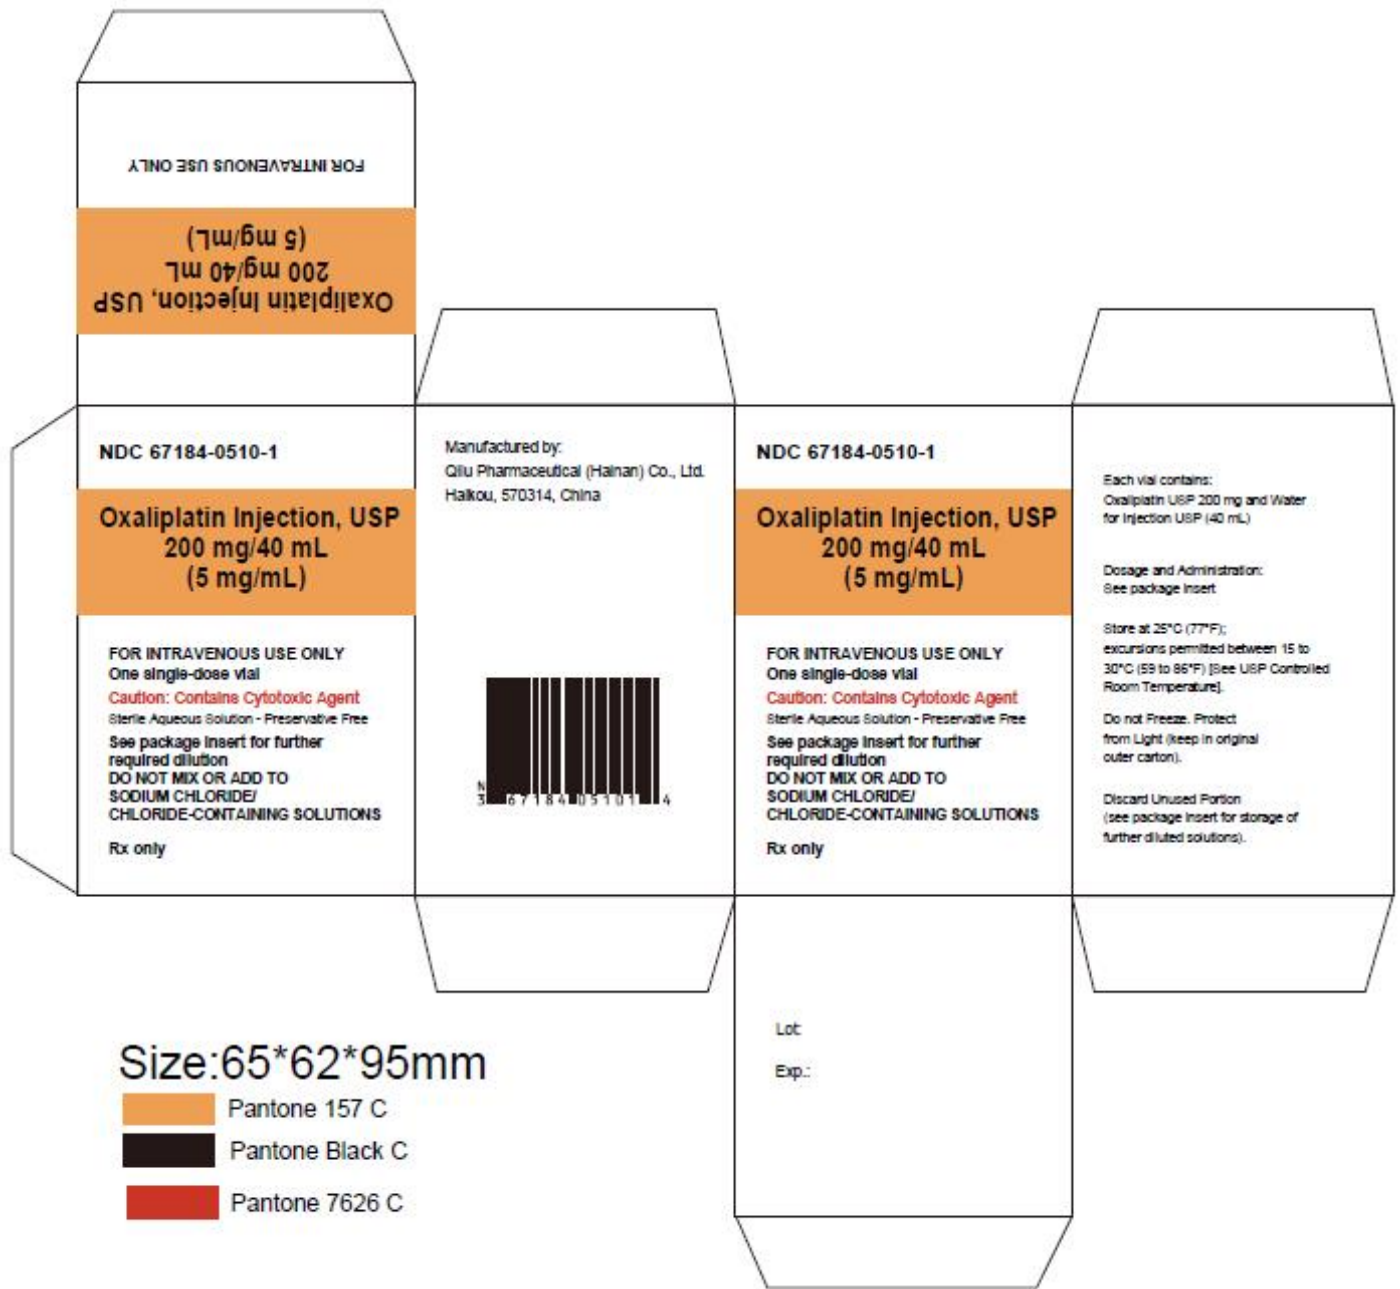 FOR INTRAVENOUS USE ONLY
Oxaliplatin Injection, USP
200 mg/40 mL
(5 mg/mL)
NDC 67184-0510-1
Oxaliplatin Injection, USP
200 mg/40 mL
(5 mg/mL)
FOR INTRAVENOUS USE ONLY
One single-dose vial
Caution: Contains Cytotoxic Agent
Sterile Aqueous Solution - Preservative Free
See package insert for further
required dilution
DO NOT MIX OR ADD TO
SODIUM CHLORIDE/
CHLORIDE-CONTAINING SOLUTIONS
Rx only
Manufactured by:
Qilu Pharmaceutical (Hainan) Co., Ltd.
Haikou, 570314, China
N
3 67184 05101 4
NDC 67184-0510-1
Oxaliplatin Injection, USP
200 mg/40 mL
(5 mg/mL)
FOR INTRAVENOUS USE ONLY
One single-dose vial
Caution: Contains Cytotoxic Agent
Sterile Aqueous Solution - Preservative Free
See package insert for further
required dilution
DO NOT MIX OR ADD TO
SODIUM CHLORIDE/
CHLORIDE-CONTAINING SOLUTIONS
Rx only
Each vial contains:
Oxaliplatin USP 200 mg and Water
for Injection USP (40 mL)
Dosage and Administration:
See package insert
Store at 25°C (77°F);
excursions permitted between 15 to
30°C (59 to 86°F) [See USP Controlled
Room Temperature].
Do not Freeze. Protect
from Light (keep in original
outer carton).
Discard Unused Portion
(see package insert for storage of
further diluted solutions).
Lot:
Exp.:
Size:65*62*95mm
Pantone 157 C
Pantone Black C
Pantone 7626 C